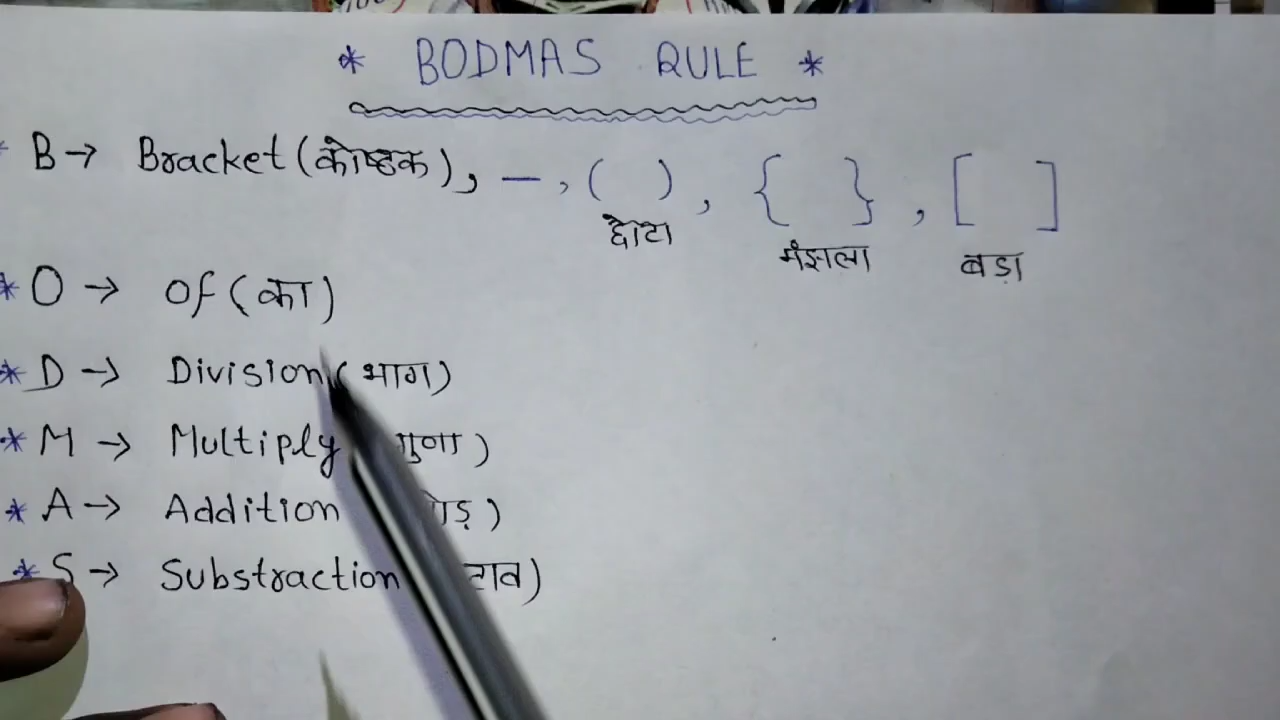 * BODMAS RULE *
* B → Bracket (कोष्ठक), —, ( ), { }, [ ]
छोटा मंझला बड़ा
* O → of (का)
* D → Division (भाग)
* M → Multiply गुणा)
* A → Addition )
* S → Substraction )